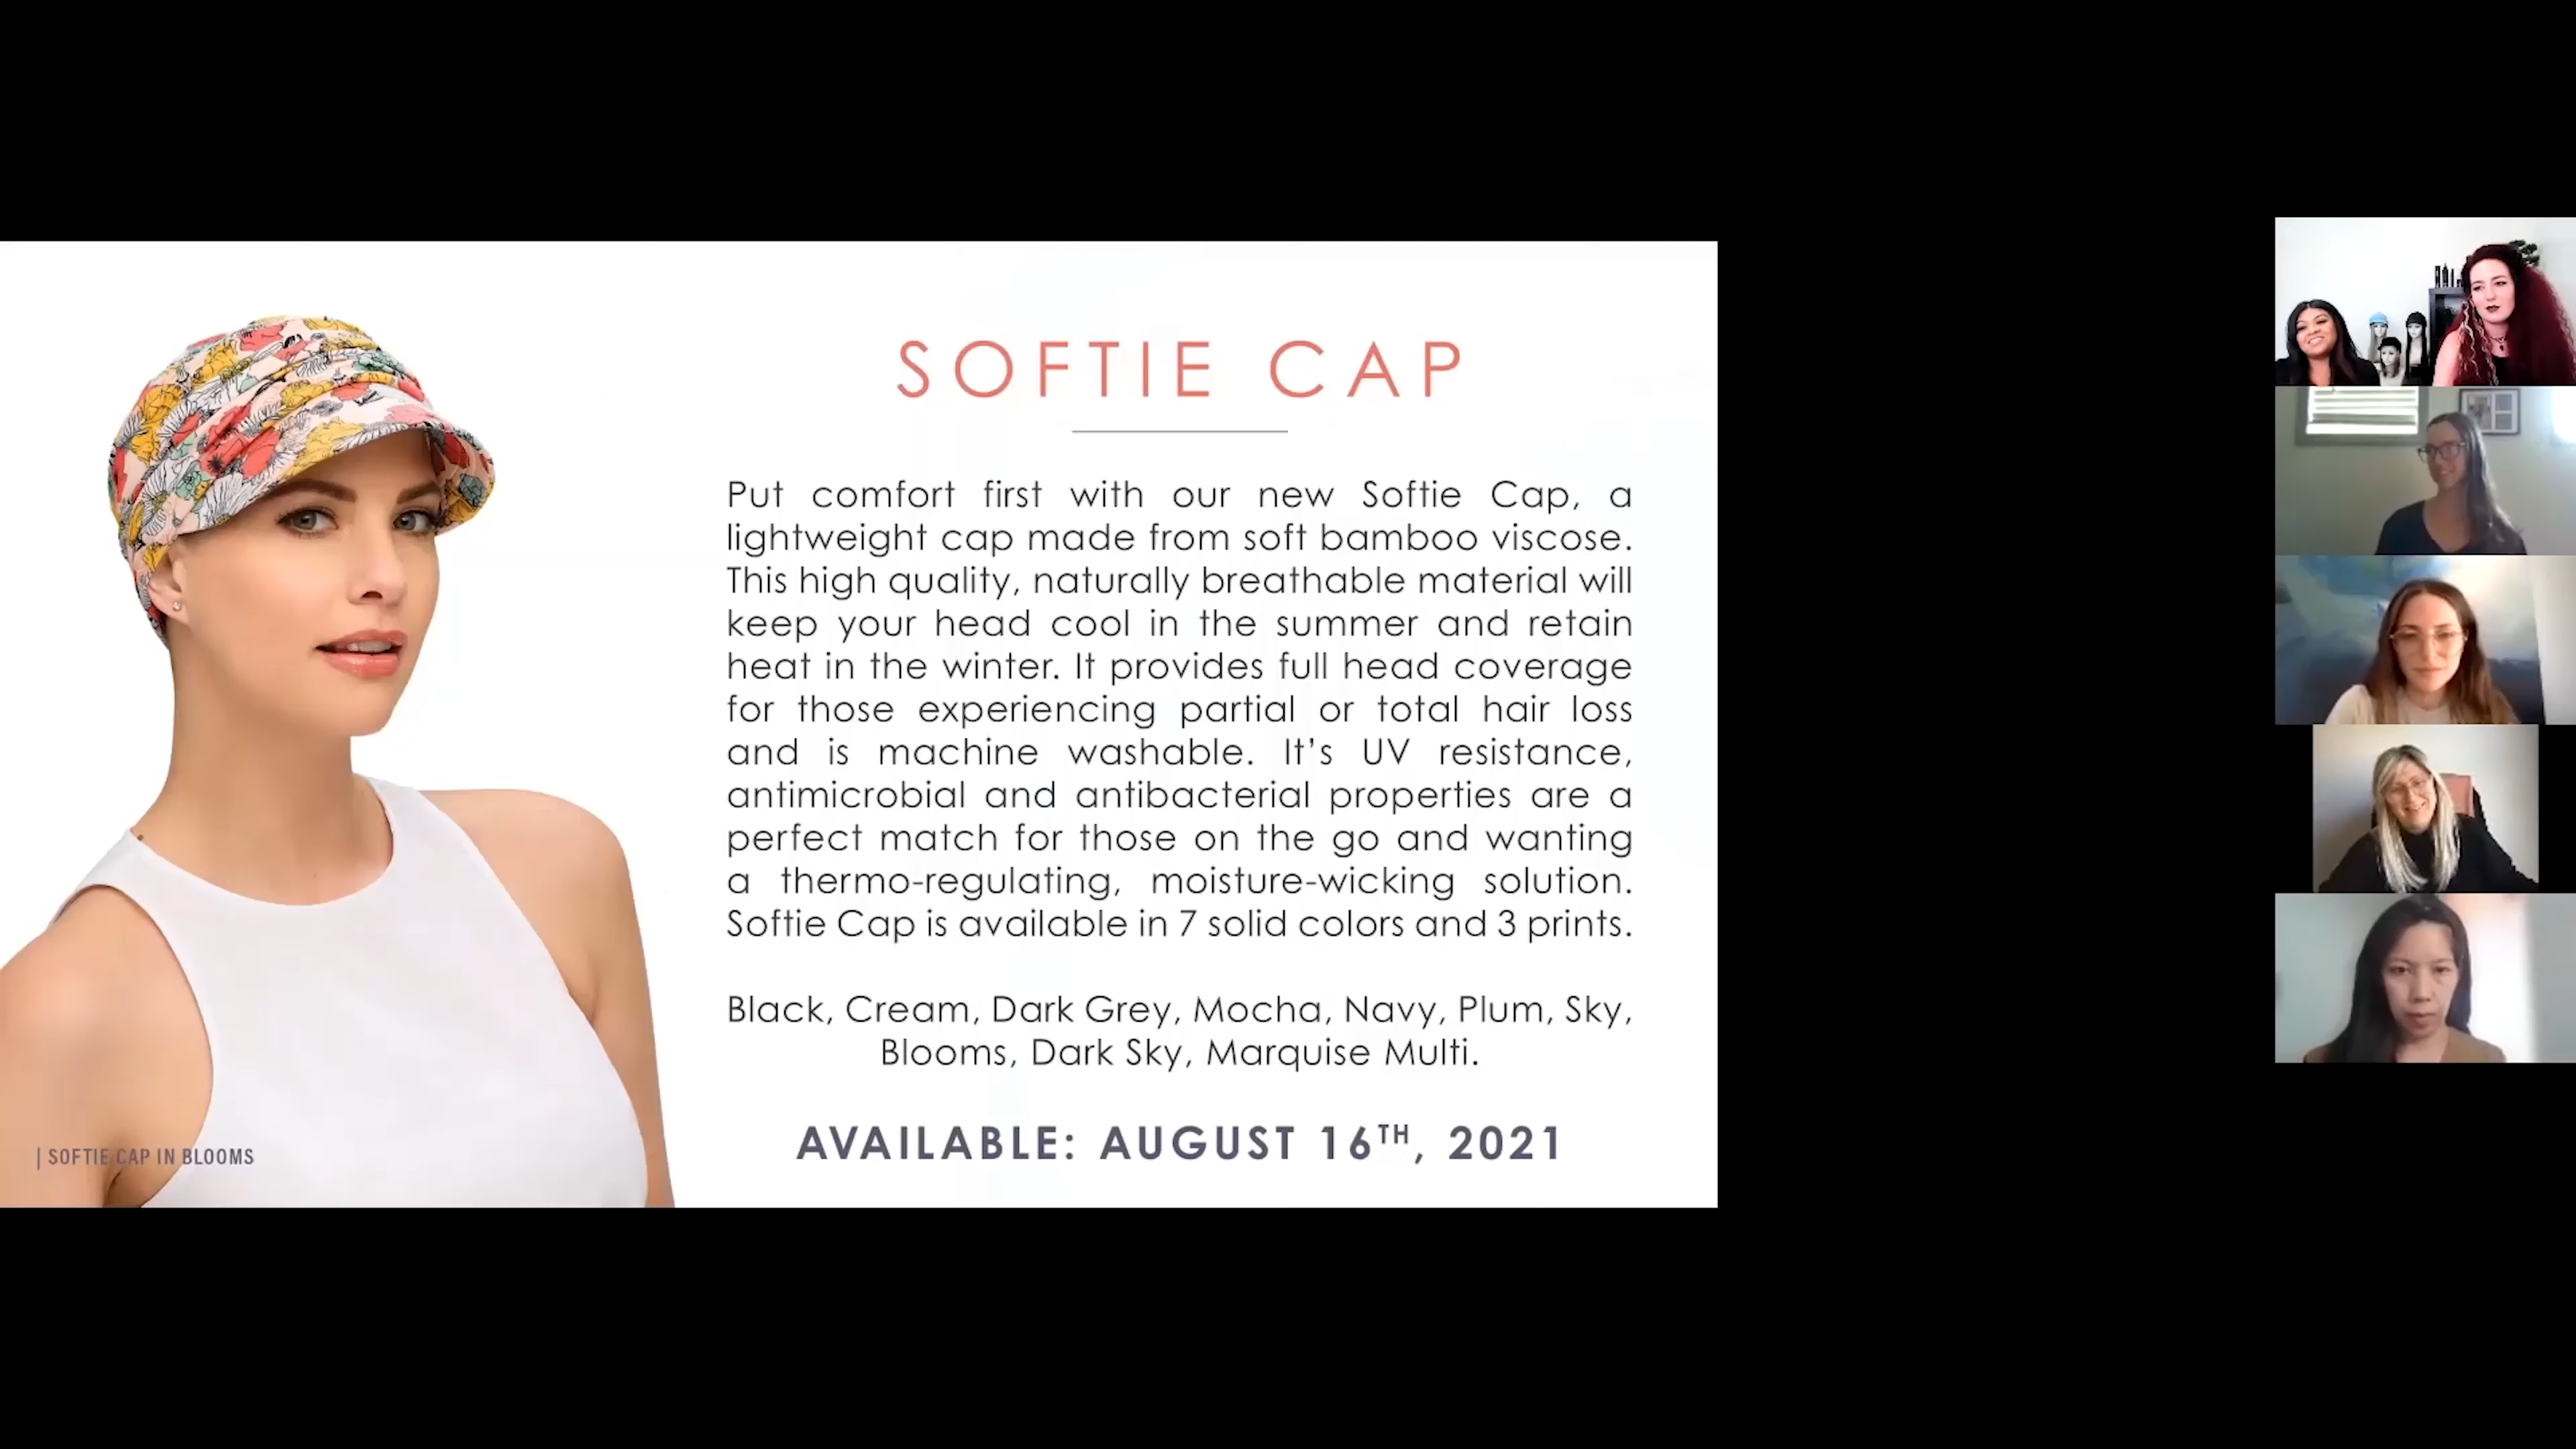 SOFTIE CAP
Put comfort first with our new Softie Cap, a
lightweight cap made from soft bamboo viscose.
This high quality, naturally breathable material will
keep your head cool in the summer and retain
heat in the winter. It provides full head coverage
for those experiencing partial or total hair loss
and is machine washable. It’s UV resistance,
antimicrobial and antibacterial properties are a
perfect match for those on the go and wanting
a thermo-regulating, moisture-wicking solution.
Softie Cap is available in 7 solid colors and 3 prints.
Black, Cream, Dark Grey, Mocha, Navy, Plum, Sky,
Blooms, Dark Sky, Marquise Multi.
AVAILABLE: AUGUST 16TH, 2021
| SOFTIE CAP IN BLOOMS